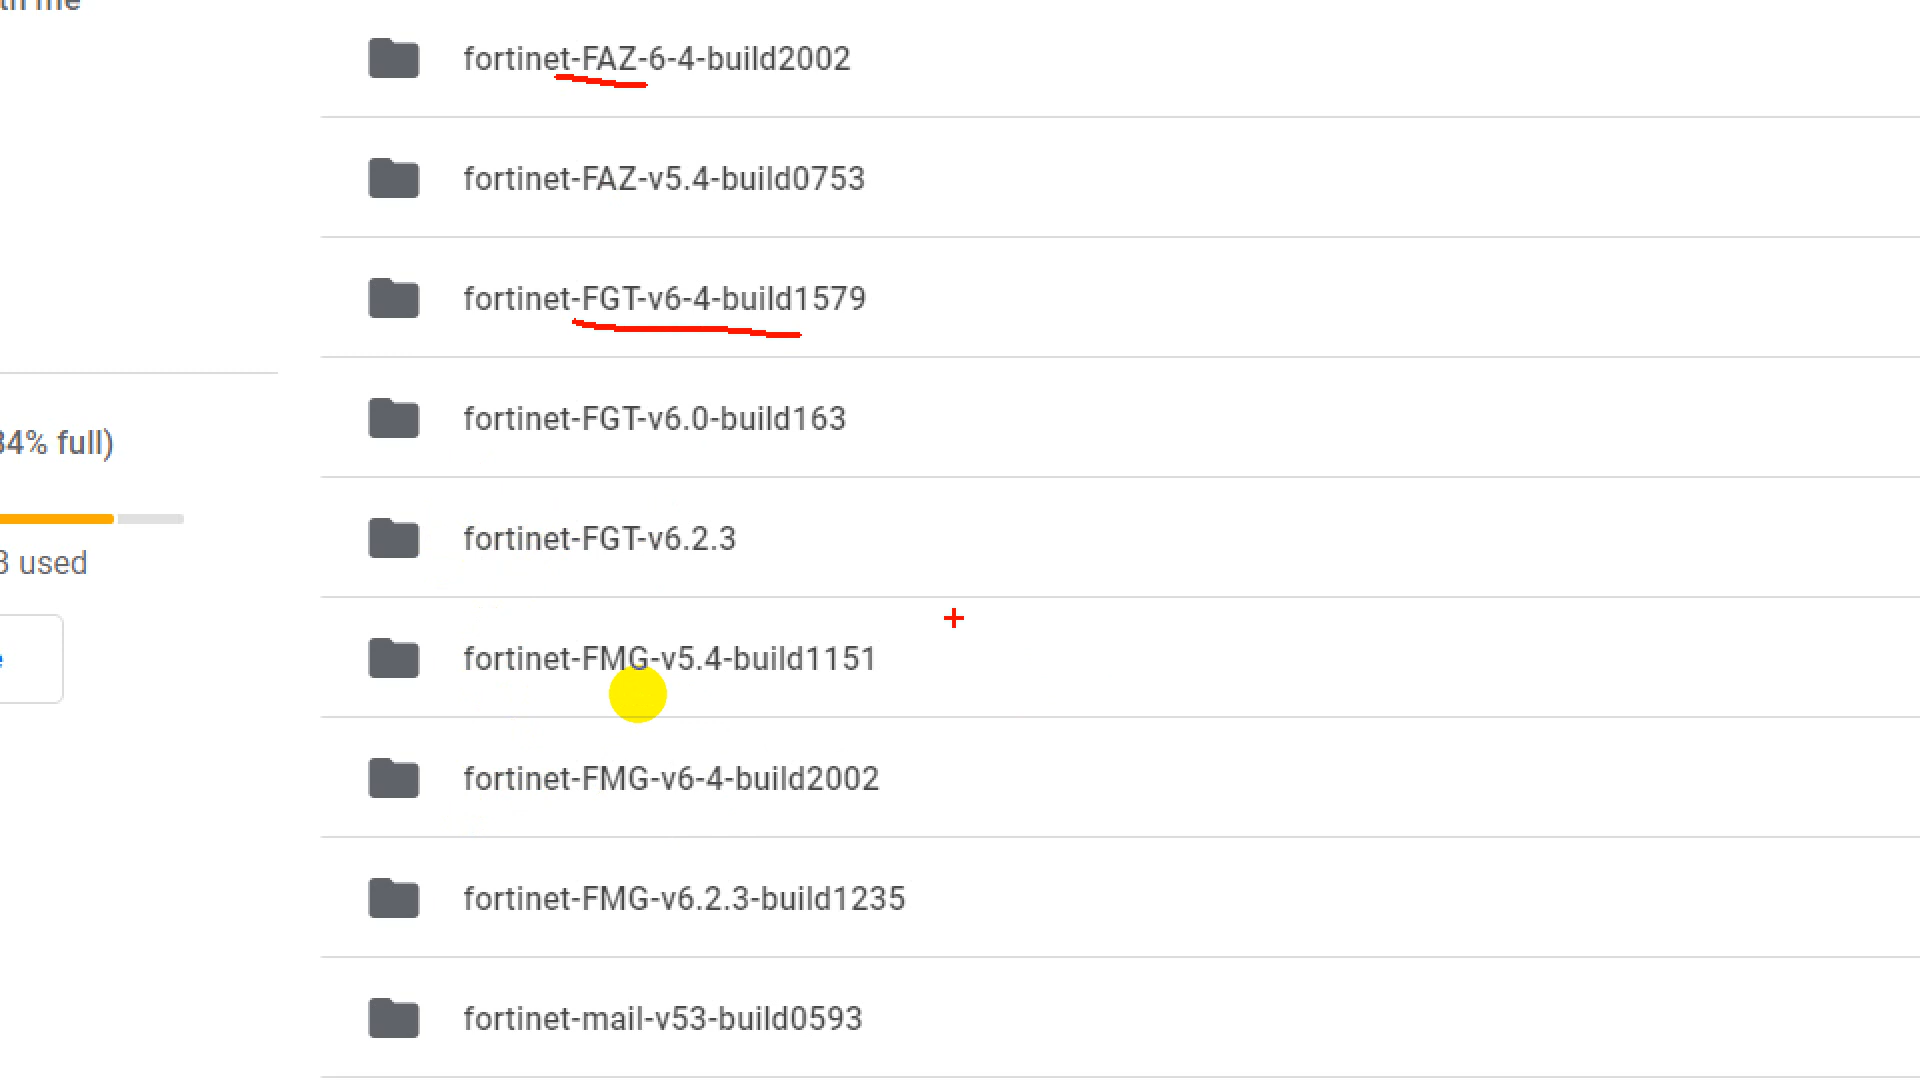 fortinet-FAZ-6-4-build2002
fortinet-FAZ-v5.4-build0753
fortinet-FGT-v6-4-build1579
fortinet-FGT-v6.0-build163
34% full)
fortinet-FGT-v6.2.3
used
fortinet-FMG-v5.4-build1151
fortinet-FMG-v6-4-build2002
fortinet-FMG-v6.2.3-build1235
fortinet-mail-v53-build0593